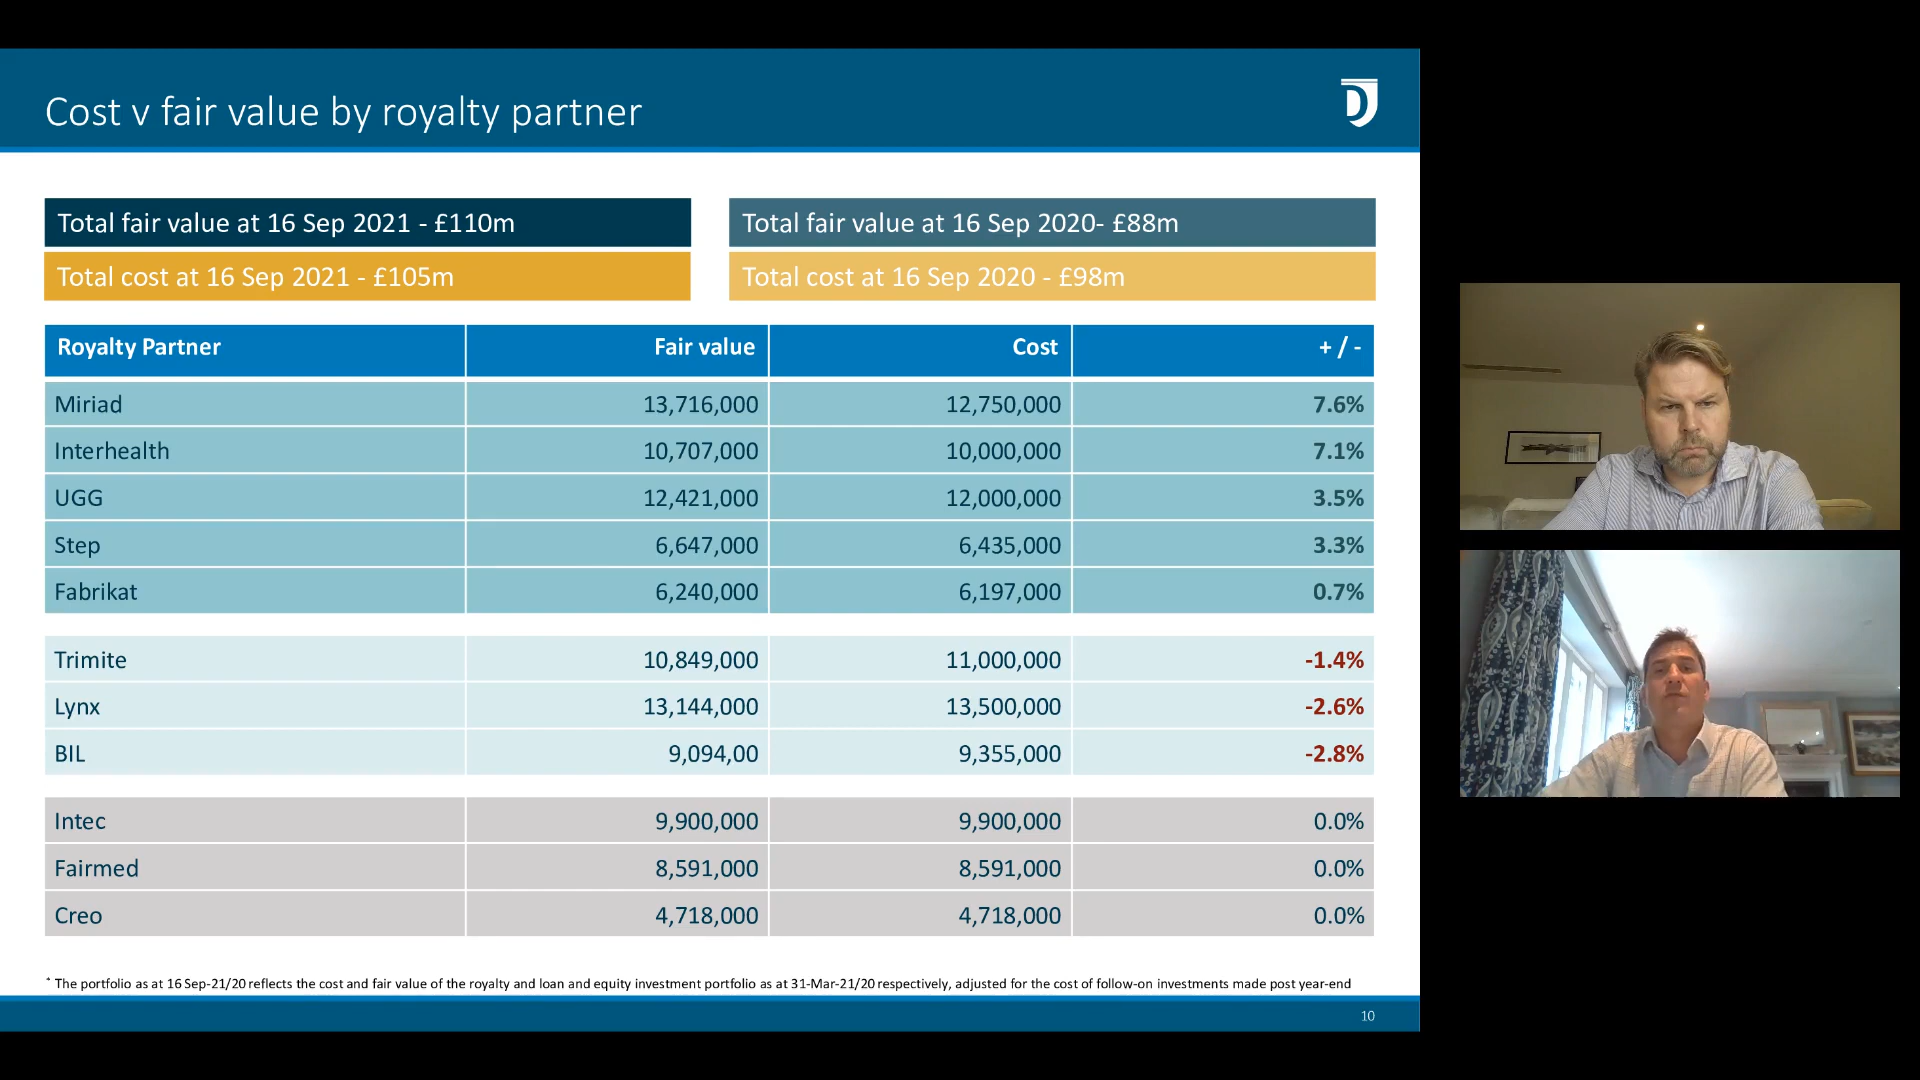 Cost v fair value by royalty partner
Total fair value at 16 Sep 2021 - £110m
Total fair value at 16 Sep 2020- £88m
Total cost at 16 Sep 2021 - £105m
Total cost at 16 Sep 2020 - £98m
Royalty Partner Fair value Cost + / -
Miriad 13,716,000 12,750,000 7.6%
Interhealth 10,707,000 10,000,000 7.1%
UGG 12,421,000 12,000,000 3.5%
Step 6,647,000 6,435,000 3.3%
Fabrikat 6,240,000 6,197,000 0.7%
Trimite 10,849,000 11,000,000 -1.4%
Lynx 13,144,000 13,500,000 -2.6%
BIL 9,094,00 9,355,000 -2.8%
Intec 9,900,000 9,900,000 0.0%
Fairmed 8,591,000 8,591,000 0.0%
Creo 4,718,000 4,718,000 0.0%
* The portfolio as at 16 Sep-21/20 reflects the cost and fair value of the royalty and loan and equity investment portfolio as at 31-Mar-21/20 respectively, adjusted for the cost of follow-on investments made post year-end
10